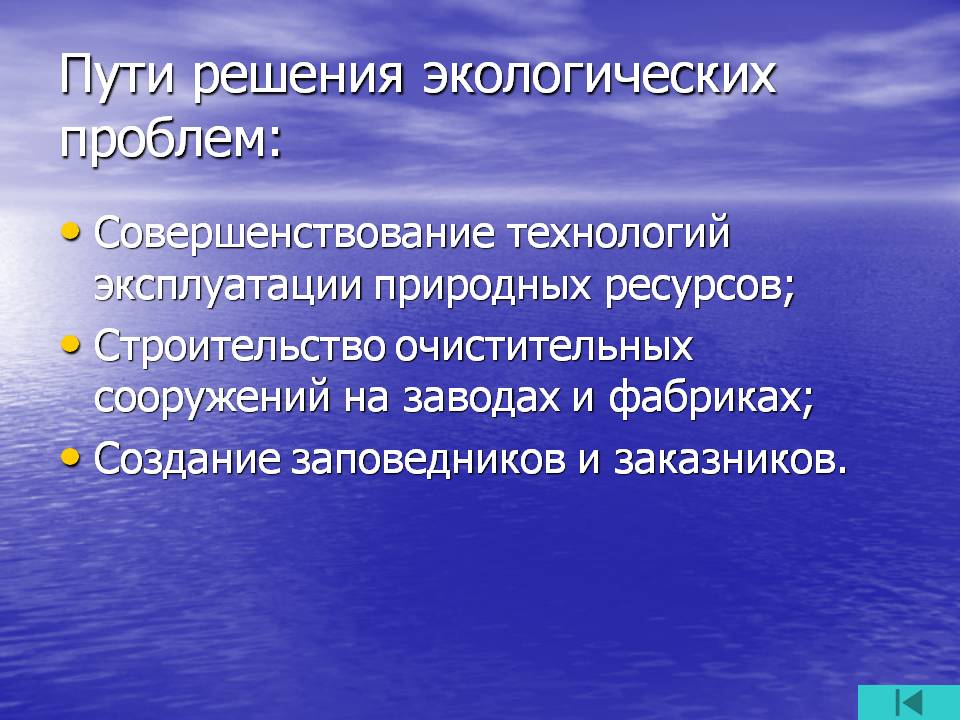 Пути решения экологических
проблем:
• Совершенствование технологий
эксплуатации природных ресурсов;
• Строительство очистительных
сооружений на заводах и фабриках;
• Создание заповедников и заказников.